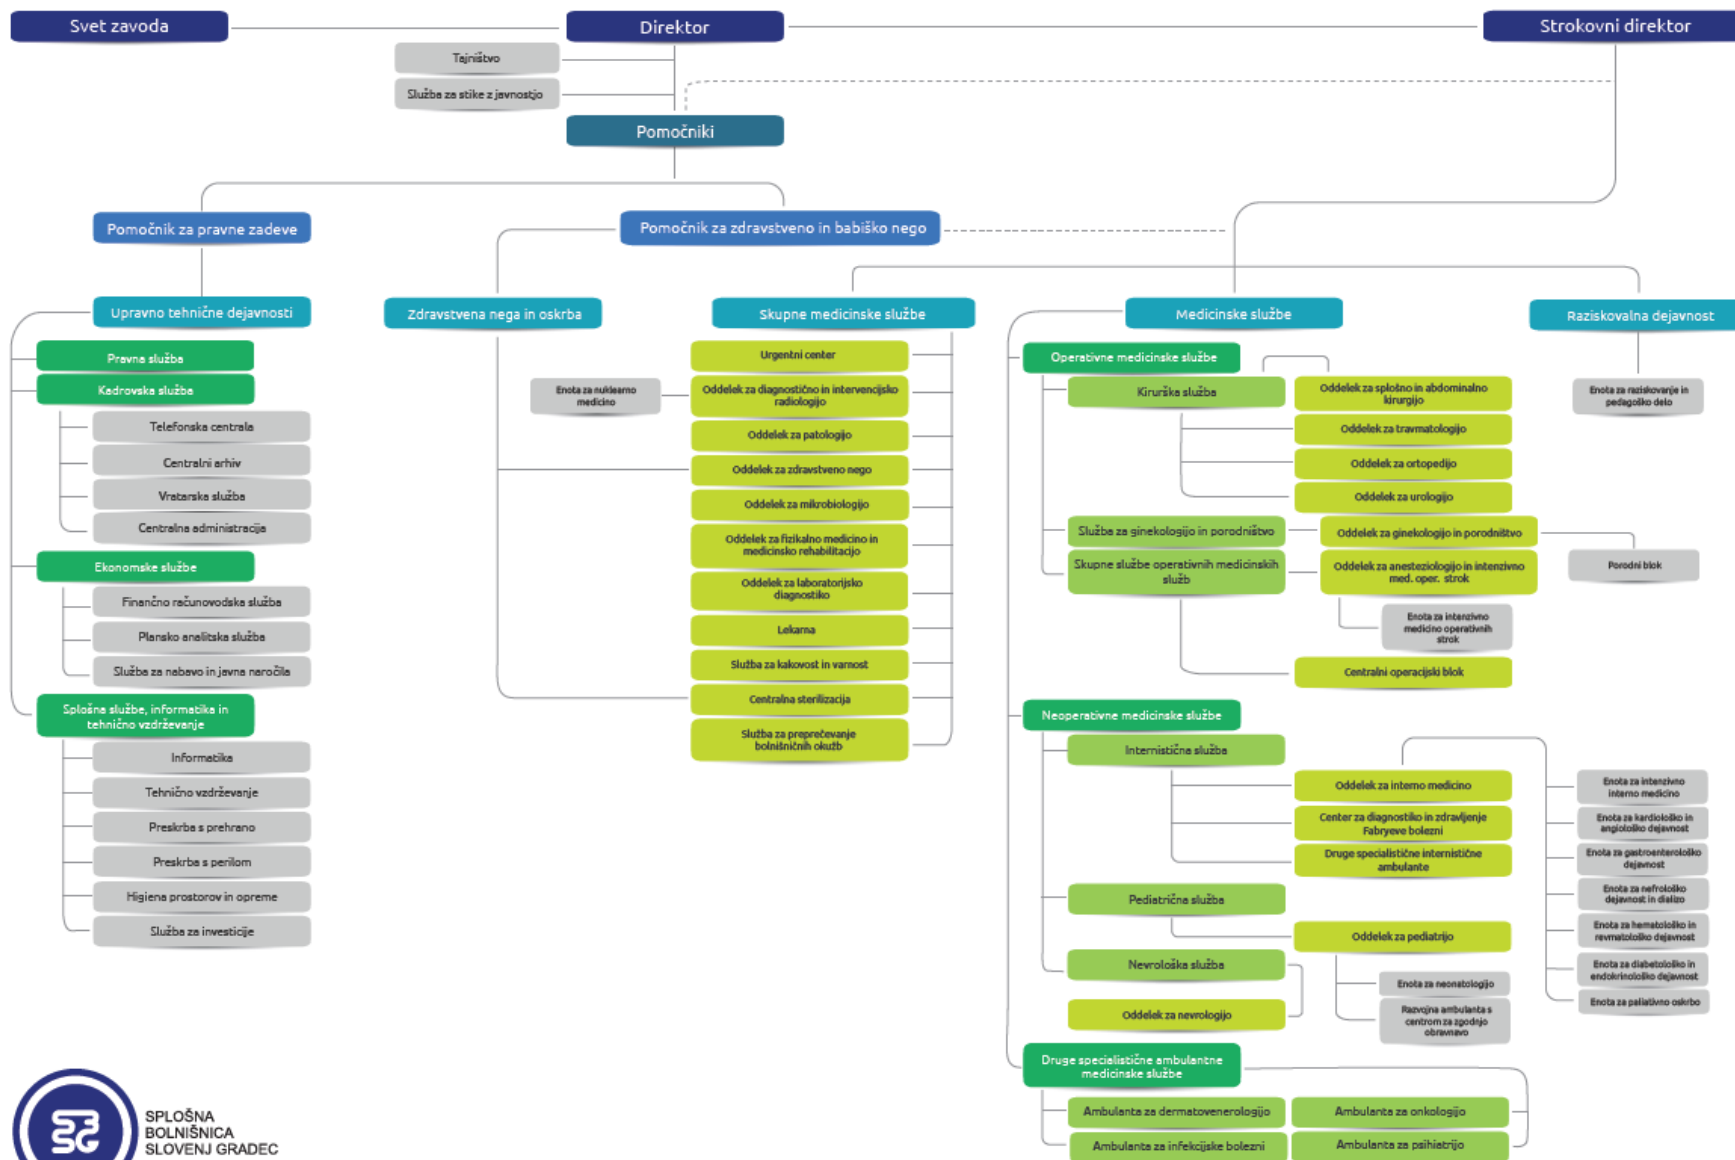 Svet zavoda
Direktor
Strokovni direktor
Tajništvo
Služba za stike z javnostjo
Pomočniki
Pomočnik za pravne zadeve
Pomočnik za zdravstveno in babiško nego
Upravno tehnične dejavnosti
Pravna služba
Kadrovska služba
Telefonska centrala
Centralni arhiv
Vratarska služba
Centralna administracija
Ekonomske službe
Finančno računovodska služba
Plansko analitska služba
Služba za nabavo in javna naročila
Splošna službe, informatika in
tehnično vzdrževanje
Informatika
Tehnično vzdrževanje
Preskrba s prehrano
Preskrba s perilom
Higiena prostorov in opreme
Služba za investicije
Zdravstvena nega in oskrba
Skupne medicinske službe
Urgentni center
Enota za nuklearno
medicino
Oddelek za diagnostično in intervencijsko
radiologijo
Oddelek za patologijo
Oddelek za zdravstveno nego
Oddelek za mikrobiologijo
Oddelek za fizikalno medicino in
medicinsko rehabilitacijo
Oddelek za laboratorijsko
diagnostiko
Lekarna
Služba za kakovost in varnost
Centralna sterilizacija
Služba za preprečevanje
bolnišničnih okužb
Medicinske službe
Operativne medicinske službe
Kirurška služba
Oddelek za splošno in abdominalno
kirurgijo
Oddelek za travmatologijo
Oddelek za ortopedijo
Oddelek za urologijo
Služba za ginekologijo in porodništvo
Oddelek za ginekologijo in porodništvo
Porodni blok
Skupne službe operativnih medicinskih
služb
Oddelek za anesteziologijo in intenzivno
med. oper. strok
Enota za intenzivno
medicino operativnih
strok
Centralni operacijski blok
Neoperativne medicinske službe
Internistična služba
Oddelek za interno medicino
Center za diagnostiko in zdravljenje
Fabryeve bolezni
Druge specialistične internistične
ambulante
Enota za intenzivno
interno medicino
Enota za kardiološko in
angiološko dejavnost
Enota za gastroenterološko
dejavnost
Enota za nefrološko
dejavnost in dializo
Enota za hematološko in
revmatološko dejavnost
Enota za diabetološko in
endokrinološko dejavnost
Enota za paliativno oskrbo
Pediatrična služba
Oddelek za pediatrijo
Enota za neonatologijo
Razvojna ambulanta s
centrom za zgodnjo
obravnavo
Nevrološka služba
Oddelek za nevrologijo
Druge specialistične ambulantne
medicinske službe
Ambulanta za dermatovenerologijo
Ambulanta za onkologijo
Ambulanta za infekcijske bolezni
Ambulanta za psihiatrijo
Raziskovalna dejavnost
Enota za raziskovanje in
pedagoško delo
SB
SG
SPLOŠNA
BOLNIŠNICA
SLOVENJ GRADEC